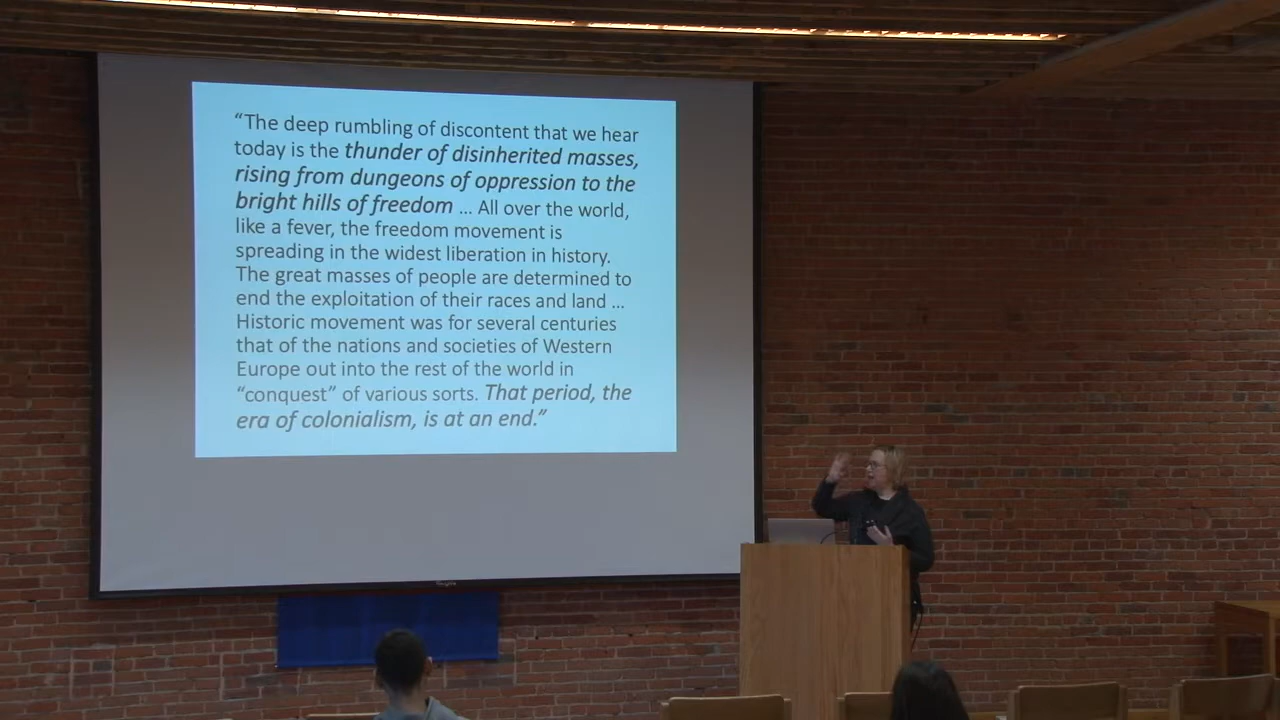 “The deep rumbling of discontent that we hear
today is the thunder of disinherited masses,
rising from dungeons of oppression to the
bright hills of freedom … All over the world,
like a fever, the freedom movement is
spreading in the widest liberation in history.
The great masses of people are determined to
end the exploitation of their races and land …
Historic movement was for several centuries
that of the nations and societies of Western
Europe out into the rest of the world in
“conquest” of various sorts. That period, the
era of colonialism, is at an end.”